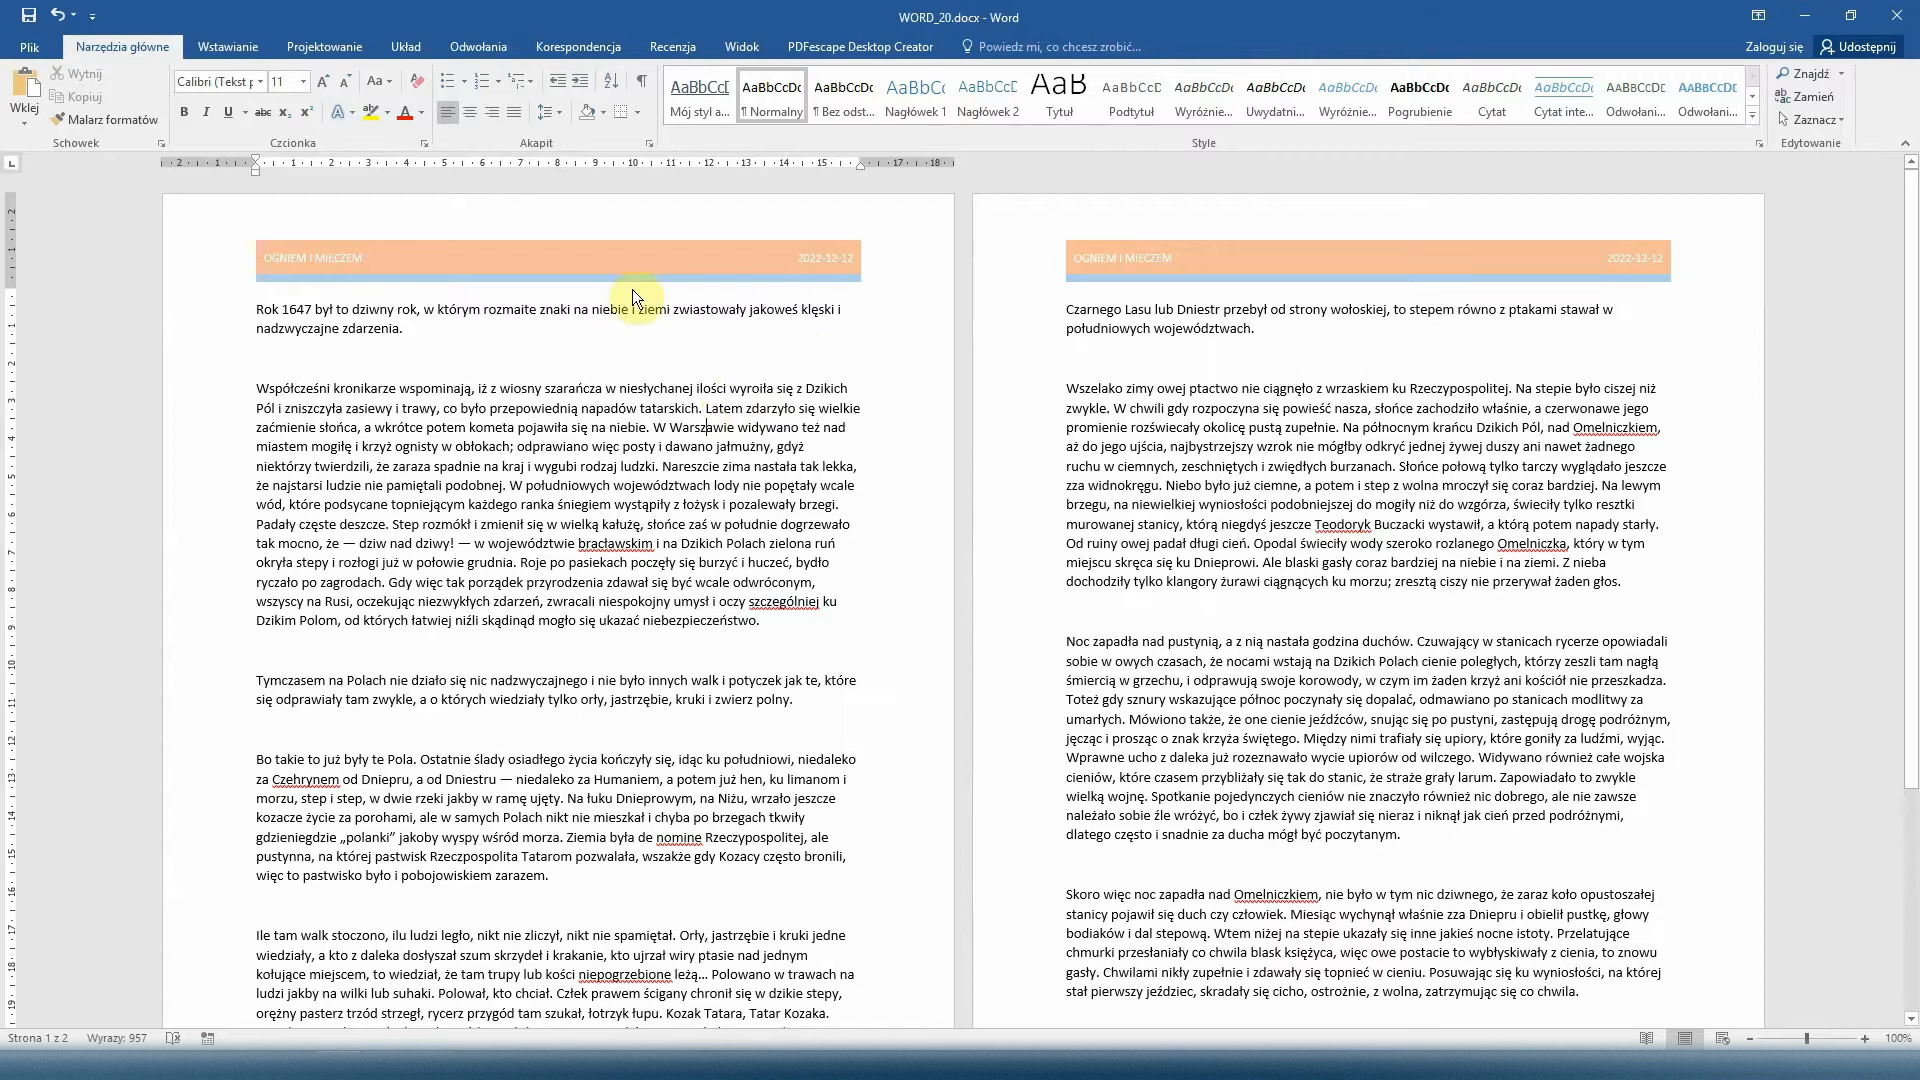 WORD_20.docx - Word
Plik
Narzędzia główne
Wstawianie
Projektowanie
Układ
Odwołania
Korespondencja
Recenzja
Widok
PDFescape Desktop Creator
Powiedz mi, co chcesz zrobić...
Zaloguj się
Udostępnij
Wklej
Wytnij
Kopiuj
Malarz formatów
Schowek
Calibri (Tekst p
11
Czcionka
Akapit
AaBbCcI
Mój styl a...
AaBbCcDc
¶ Normalny
AaBbCcDc
¶ Bez odst...
AaBbCc
Nagłówek 1
AaBbCcD
Nagłówek 2
AaB
Tytuł
AaBbCcD
Podtytuł
AaBbCcDc
Wyróżnie...
AaBbCcDc
Uwydatni...
AaBbCcDc
Wyróżnie...
AaBbCcDc
Pogrubienie
AaBbCcDc
Cytat
AaBbCcDc
Cytat inte...
AaBbCcDc
Odwołani...
AaBbCcDc
Odwołani...
Style
Znajdź
Zamień
Zaznacz
Edytowanie
OGNIEM I MIECZEM 2022-12-12
Rok 1647 był to dziwny rok, w którym rozmaite znaki na niebie i ziemi zwiastowały jakoweś klęski i
nadzwyczajne zdarzenia.
Współcześni kronikarze wspominają, iż z wiosny szarańcza w niesłychanej ilości wyroiła się z Dzikich
Pól i zniszczyła zasiewy i trawy, co było przepowiednią napadów tatarskich. Latem zdarzyło się wielkie
zaćmienie słońca, a wkrótce potem kometa pojawiła się na niebie. W Warszawie widywano też nad
miastem mogiłę i krzyż ognisty w obłokach; odprawiano więc posty i dawano jałmużny, gdyż
niektórzy twierdzili, że zaraza spadnie na kraj i wygubi rodzaj ludzki. Nareszcie zima nastała tak lekka,
że najstarsi ludzie nie pamiętali podobnej. W południowych województwach lody nie popętały wcale
wód, które podsycane topniejącym każdego ranka śniegiem wystąpiły z łożysk i pozalewały brzegi.
Padały częste deszcze. Step rozmókł i zmienił się w wielką kałużę, słońce zaś w południe dogrzewało
tak mocno, że — dziw nad dziwy! — w województwie bracławskim i na Dzikich Polach zielona ruń
okryła stepy i rozłogi już w połowie grudnia. Roje po pasiekach poczęły się burzyć i huczeć, bydło
ryczało po zagrodach. Gdy więc tak porządek przyrodzenia zdawał się być wcale odwróconym,
wszyscy na Rusi, oczekując niezwykłych zdarzeń, zwracali niespokojny umysł i oczy szczególniej ku
Dzikim Polom, od których łatwiej niźli skądinąd mogło się ukazać niebezpieczeństwo.
Tymczasem na Polach nie działo się nic nadzwyczajnego i nie było innych walk i potyczek jak te, które
się odprawiały tam zwykle, a o których wiedziały tylko orły, jastrzębie, kruki i zwierz polny.
Bo takie to już były te Pola. Ostatnie ślady osiadłego życia kończyły się, idąc ku południowi, niedaleko
za Czehrynem od Dniepru, a od Dniestru — niedaleko za Humaniem, a potem już hen, ku limanom i
morzu, step i step, w dwie rzeki jakby w ramę ujęty. Na łuku Dnieprowym, na Niżu, wrzało jeszcze
kozacze życie za porohami, ale w samych Polach nikt nie mieszkał i chyba po brzegach tkwiły
gdzieniegdzie „polanki” jakoby wyspy wśród morza. Ziemia była de nomine Rzeczypospolitej, ale
pustynna, na której pastwisk Rzeczpospolita Tatarom pozwalała, wszakże gdy Kozacy często bronili,
więc to pastwisko było i pobojowiskiem zarazem.
Ile tam walk stoczono, ilu ludzi legło, nikt nie zliczył, nikt nie spamiętał. Orły, jastrzębie i kruki jedne
wiedziały, a kto z daleka dosłyszał szum skrzydeł i krakanie, kto ujrzał wiry ptasie nad jednym
kołujące miejscem, to wiedział, że tam trupy lub kości niepogrzebione leżą... Polowano w trawach na
ludzi jakby na wilki lub suhaki. Polował, kto chciał. Człek prawem ścigany chronił się w dzikie stepy,
orężny pasterz trzód strzegł, rycerz przygód tam szukał, łotrzyk łupu. Kozak Tatara, Tatar Kozaka.
OGNIEM I MIECZEM 2022-12-12
Czarnego Lasu lub Dniestr przebył od strony wołoskiej, to stepem równo z ptakami stawał w
południowych województwach.
Wszelako zimy owej ptactwo nie ciągnęło z wrzaskiem ku Rzeczypospolitej. Na stepie było ciszej niż
zwykle. W chwili gdy rozpoczyna się powieść nasza, słońce zachodziło właśnie, a czerwonawe jego
promienie rozświecały okolicę pustą zupełnie. Na północnym krańcu Dzikich Pól, nad Omelniczkiem,
aż do jego ujścia, najbystrzejszy wzrok nie mógłby odkryć jednej żywej duszy ani nawet żadnego
ruchu w ciemnych, zeschniętych i zwiędłych burzanach. Słońce połową tylko tarczy wyglądało jeszcze
zza widnokręgu. Niebo było już ciemne, a potem i step z wolna mroczył się coraz bardziej. Na lewym
brzegu, na niewielkiej wyniosłości podobniejszej do mogiły niż do wzgórza, świeciły tylko resztki
murowanej stanicy, którą niegdyś jeszcze Teodoryk Buczacki wystawił, a którą potem napady starły.
Od ruiny owej padał długi cień. Opodal świeciły wody szeroko rozlanego Omelniczka, który w tym
miejscu skręca się ku Dnieprowi. Ale blaski gasły coraz bardziej na niebie i na ziemi. Z nieba
dochodziły tylko klangory żurawi ciągnących ku morzu; zresztą ciszy nie przerywał żaden głos.
Noc zapadła nad pustynią, a z nią nastała godzina duchów. Czuwający w stanicach rycerze opowiadali
sobie w owych czasach, że nocami wstają na Dzikich Polach cienie poległych, którzy zeszli tam nagłą
śmiercią w grzechu, i odprawują swoje korowody, w czym im żaden krzyż ani kościół nie przeszkadza.
Toteż gdy sznury wskazujące północ poczynały się dopalać, odmawiano po stanicach modlitwy za
umarłych. Mówiono także, że one cienie jeźdźców, snując się po pustyni, zastępują drogę podróżnym,
jęcząc i prosząc o znak krzyża świętego. Między nimi trafiały się upiory, które goniły za ludźmi, wyjąc.
Wprawne ucho z daleka już rozeznawało wycie upiorów od wilczego. Widywano również całe wojska
cieniów, które czasem przybliżały się tak do stanic, że straże grały larum. Zapowiadało to zwykle
wielką wojnę. Spotkanie pojedynczych cieniów nie znaczyło również nic dobrego, ale nie zawsze
należało sobie źle wróżyć, bo i człek żywy zjawiał się nieraz i niknął jak cień przed podróżnymi,
dlatego często i snadnie za ducha mógł być poczytanym.
Skoro więc noc zapadła nad Omelniczkiem, nie było w tym nic dziwnego, że zaraz koło opustoszałej
stanicy pojawił się duch czy człowiek. Miesiąc wychynął właśnie zza Dniepru i obielił pustkę, głowy
bodiaków i dal stepową. Wtem niżej na stepie ukazały się inne jakieś nocne istoty. Przelatujące
chmurki przesłaniały co chwila blask księżyca, więc owe postacie to wybłyskiwały z cienia, to znowu
gasły. Chwilami nikły zupełnie i zdawały się topnieć w cieniu. Posuwając się ku wyniosłości, na której
stał pierwszy jeździec, skradały się cicho, ostrożnie, z wolna, zatrzymując się co chwila.
Strona 1 z 2
Wyrazy: 957
100%